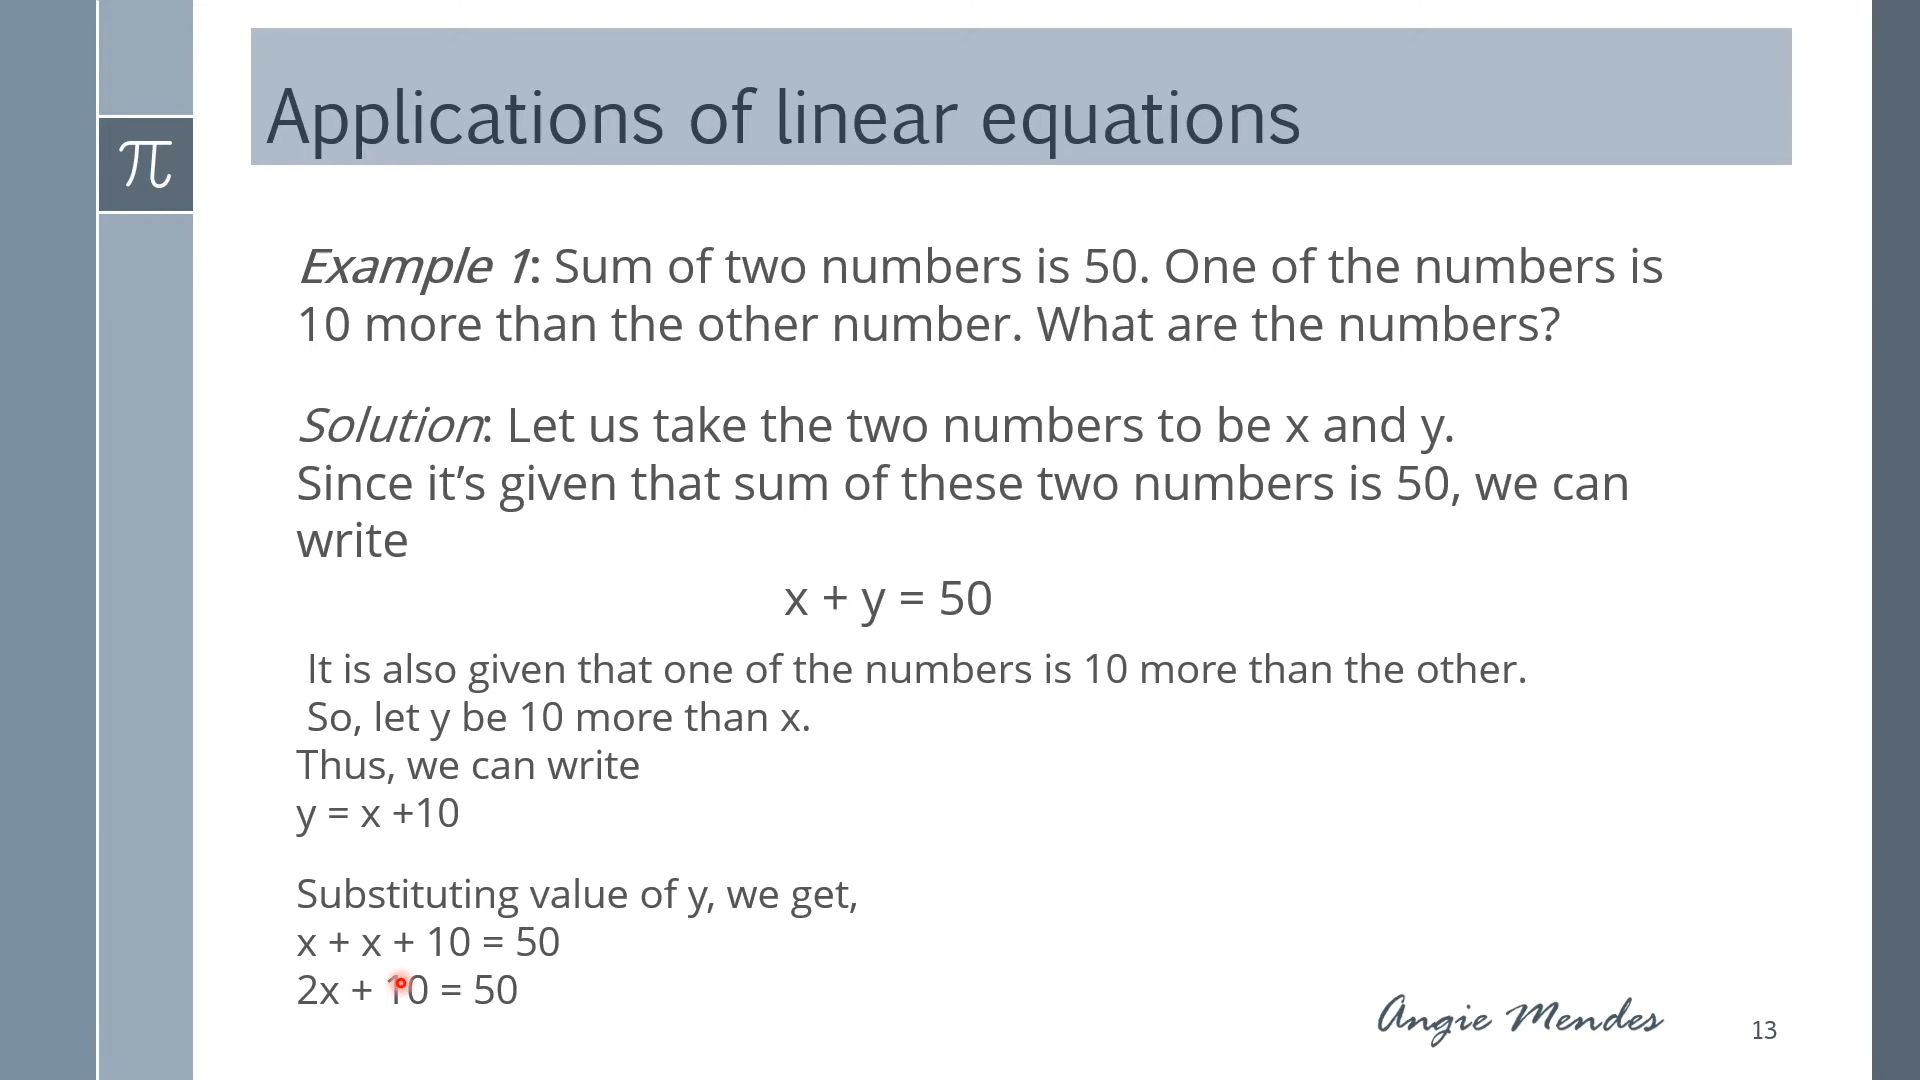 π
Applications of linear equations
Example 1: Sum of two numbers is 50. One of the numbers is
10 more than the other number. What are the numbers?
Solution: Let us take the two numbers to be x and y.
Since it’s given that sum of these two numbers is 50, we can
write
x + y = 50
It is also given that one of the numbers is 10 more than the other.
So, let y be 10 more than x.
Thus, we can write
y = x +10
Substituting value of y, we get,
x + x + 10 = 50
2x + 10 = 50
Angie Mendes
13